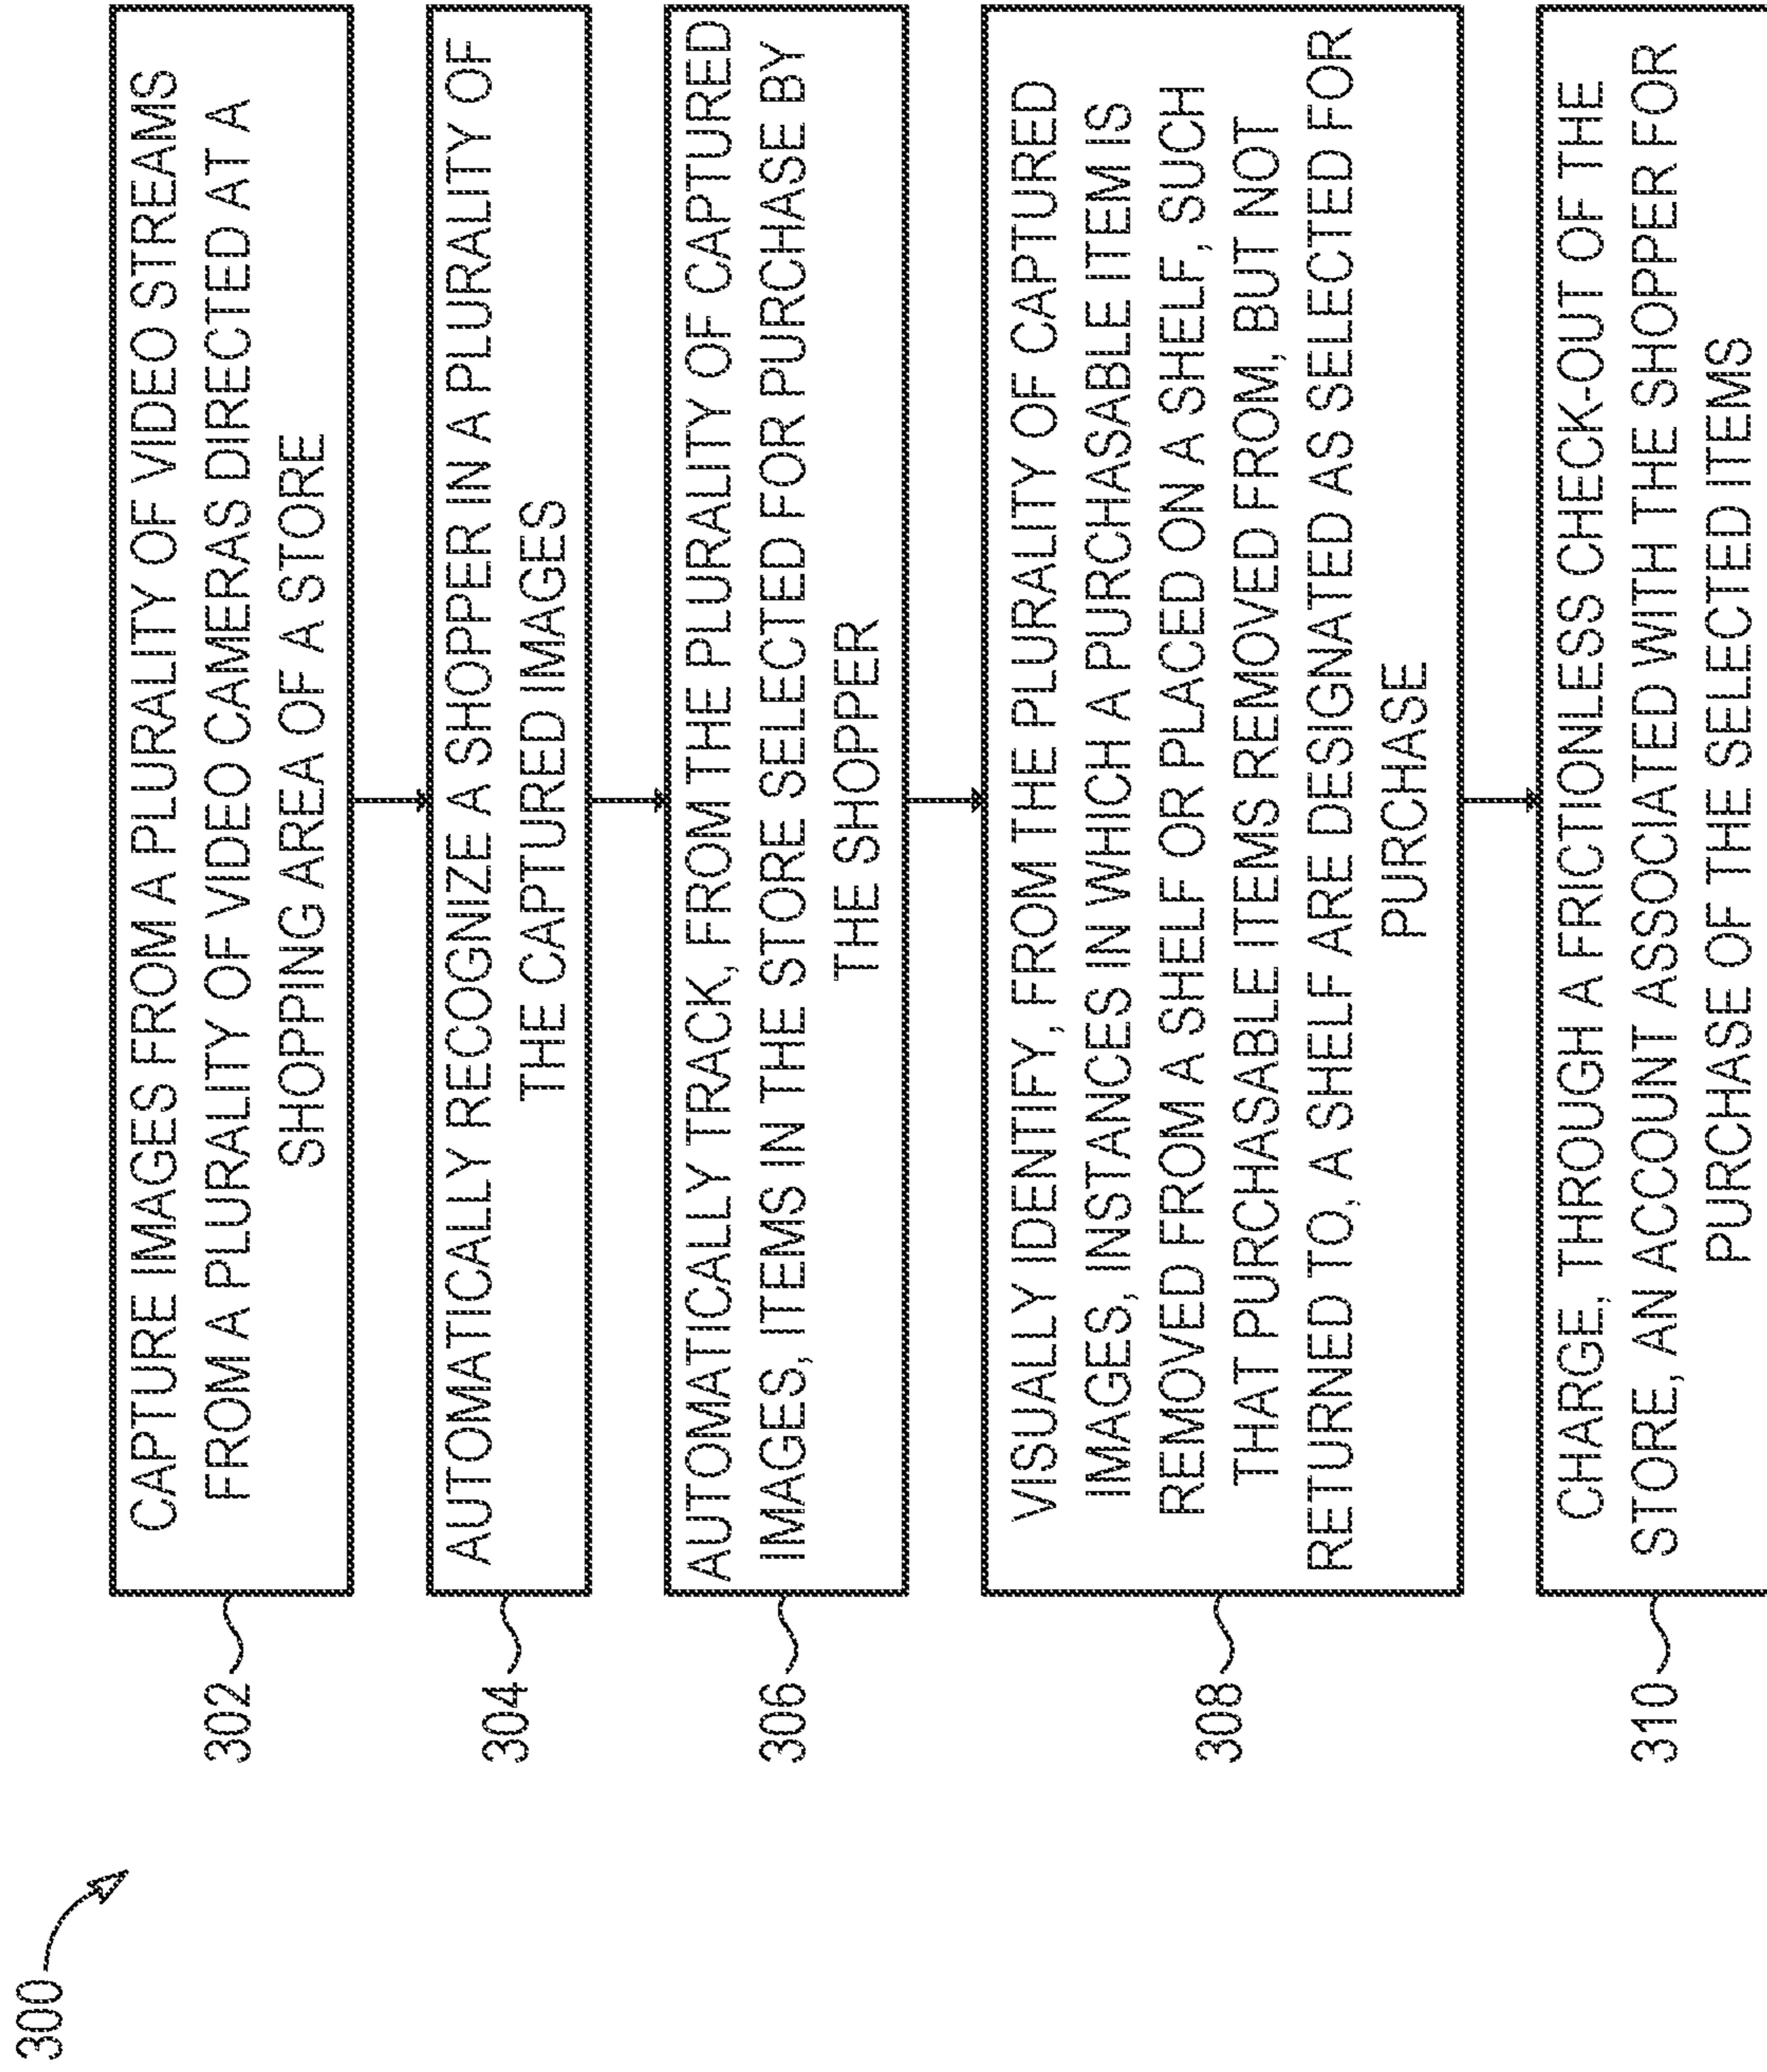 300
302
CAPTURE IMAGES FROM A PLURALITY OF VIDEO STREAMS
FROM A PLURALITY OF VIDEO CAMERAS DIRECTED AT A
SHOPPING AREA OF A STORE
304
AUTOMATICALLY RECOGNIZE A SHOPPER IN A PLURALITY OF
THE CAPTURED IMAGES
306
AUTOMATICALLY TRACK, FROM THE PLURALITY OF CAPTURED
IMAGES, ITEMS IN THE STORE SELECTED FOR PURCHASE BY
THE SHOPPER
308
VISUALLY IDENTIFY, FROM THE PLURALITY OF CAPTURED
IMAGES, INSTANCES IN WHICH A PURCHASABLE ITEM IS
REMOVED FROM A SHELF OR PLACED ON A SHELF, SUCH
THAT PURCHASABLE ITEMS REMOVED FROM, BUT NOT
RETURNED TO, A SHELF ARE DESIGNATED AS SELECTED FOR
PURCHASE
310
CHARGE, THROUGH A FRICTIONLESS CHECK-OUT OF THE
STORE, AN ACCOUNT ASSOCIATED WITH THE SHOPPER FOR
PURCHASE OF THE SELECTED ITEMS